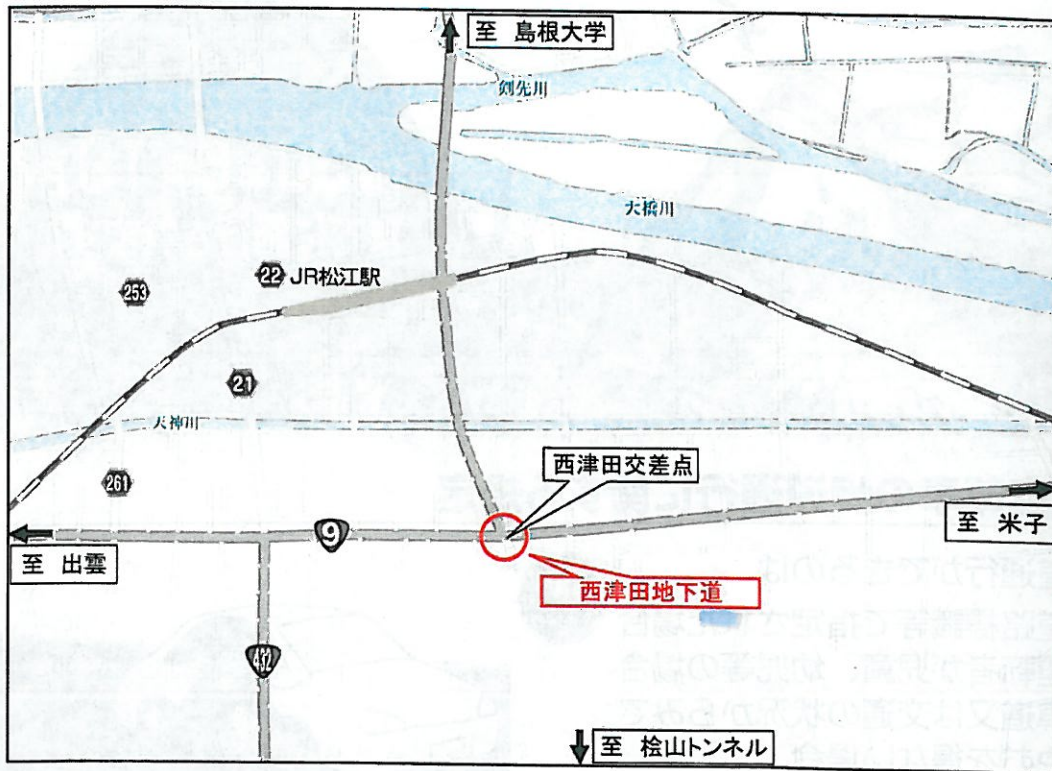 至 島根大学
剣先川
大橋川
22
JR松江駅
253
21
天神川
西津田交差点
261
9
至 出雲
至 米子
西津田地下道
432
至 桧山トンネル